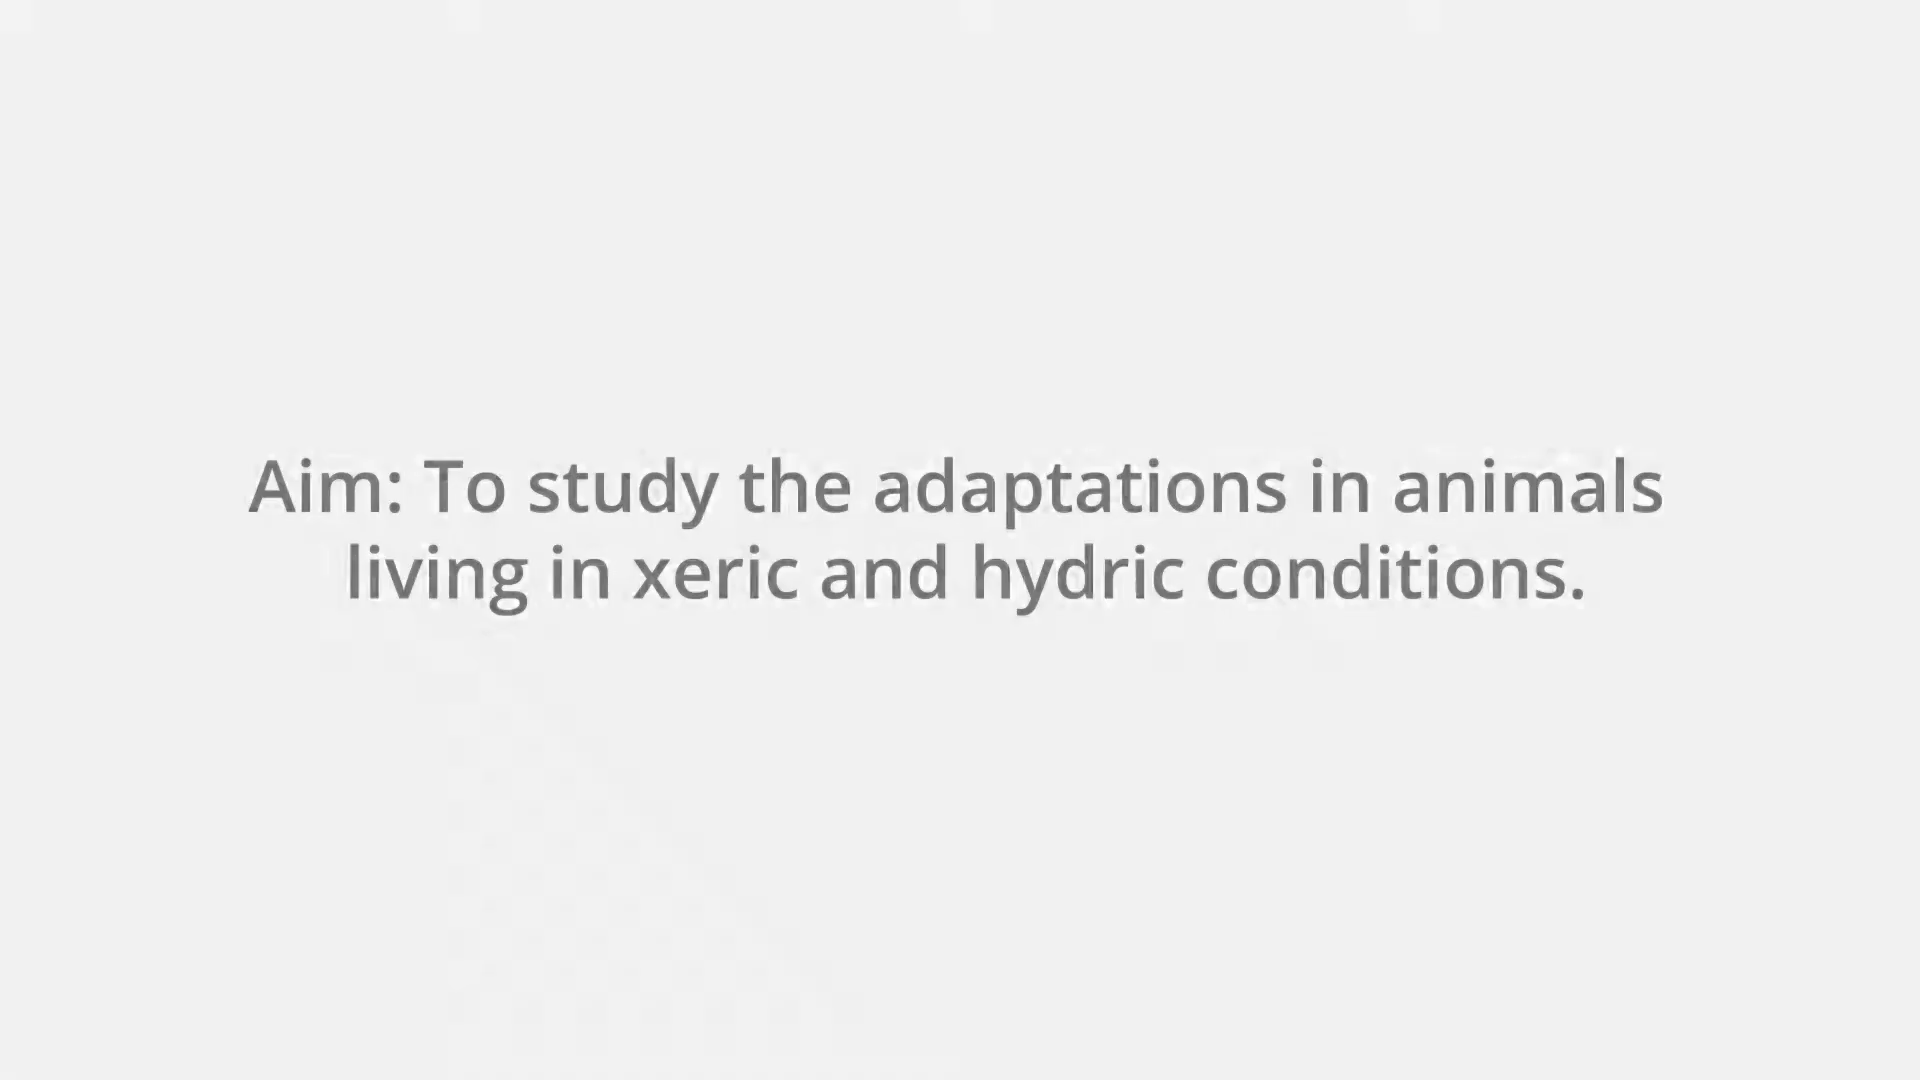 Aim: To study the adaptations in animals
living in xeric and hydric conditions.